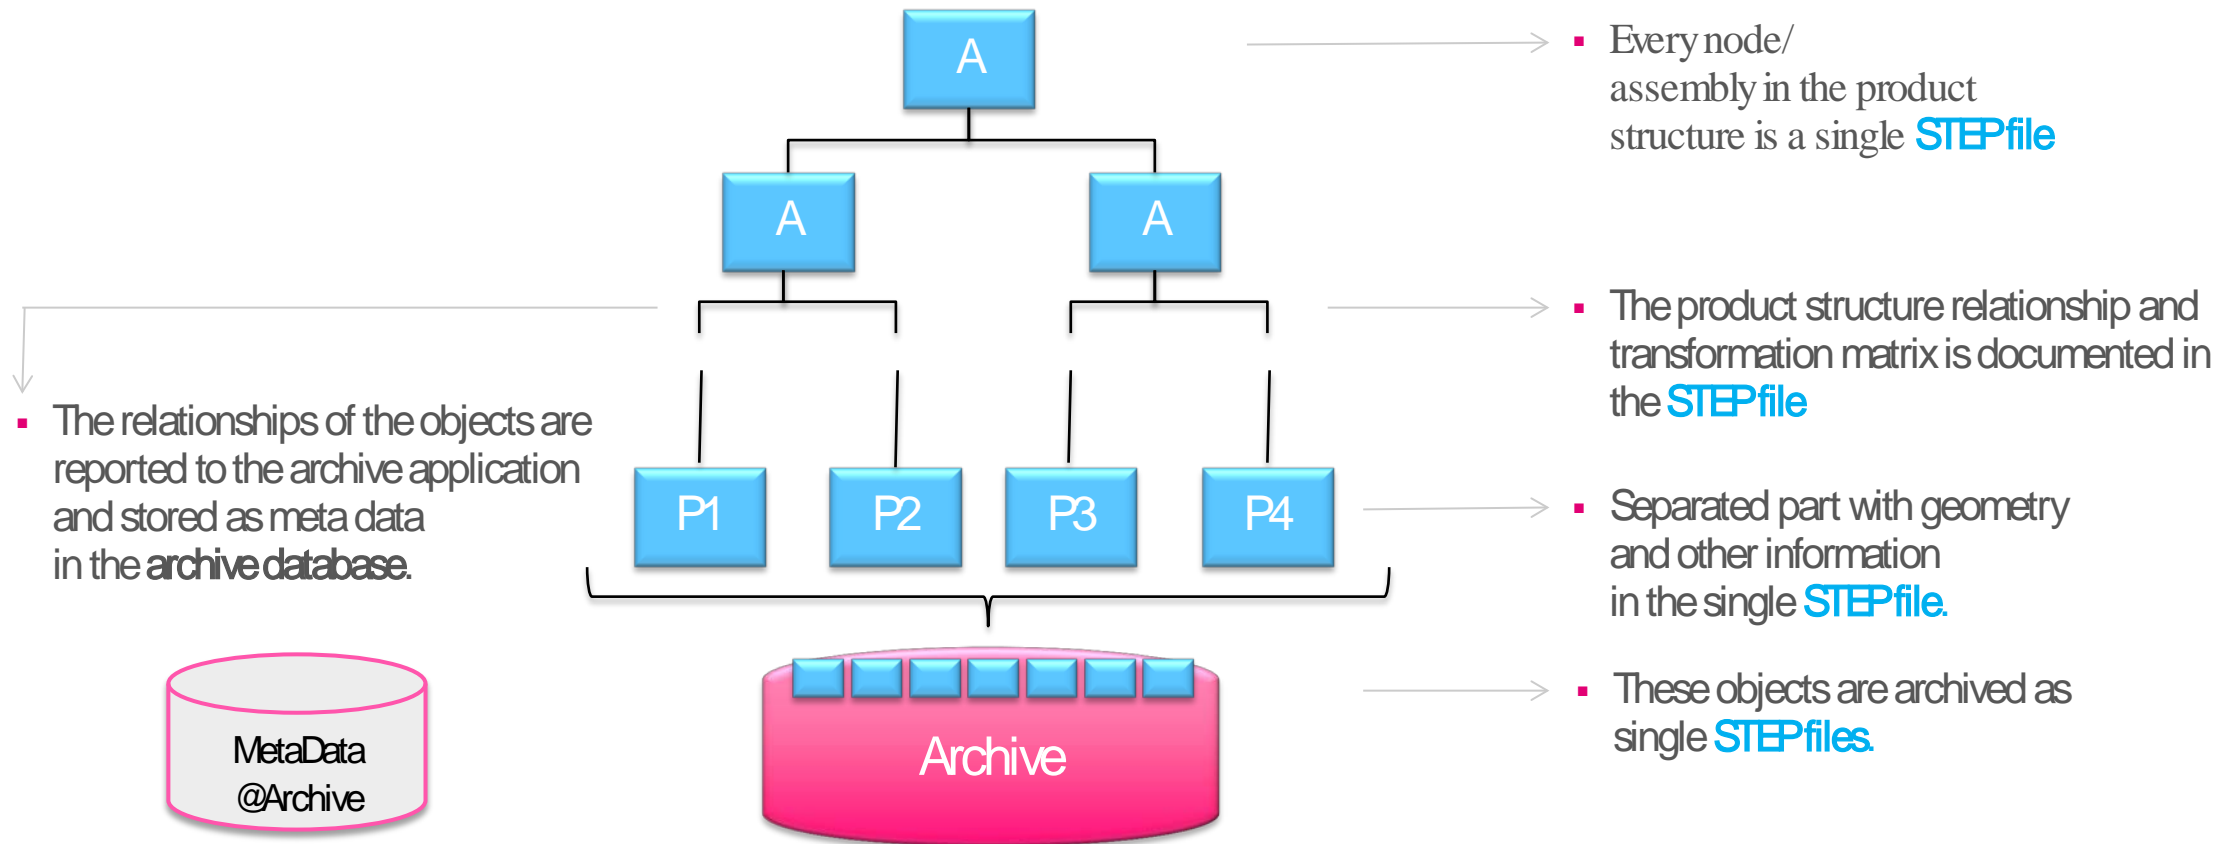 A
▪ Every node/
assembly in the product
structure is a single STEP file
A
A
▪ The product structure relationship and
transformation matrix is documented in
the STEP file
▪ The relationships of the objects are
reported to the archive application
and stored as meta data
in the archive database.
P1
P2
P3
P4
▪ Separated part with geometry
and other information
in the single STEP file.
▪ These objects are archived as
single STEP files.
MetaData
@Archive
Archive